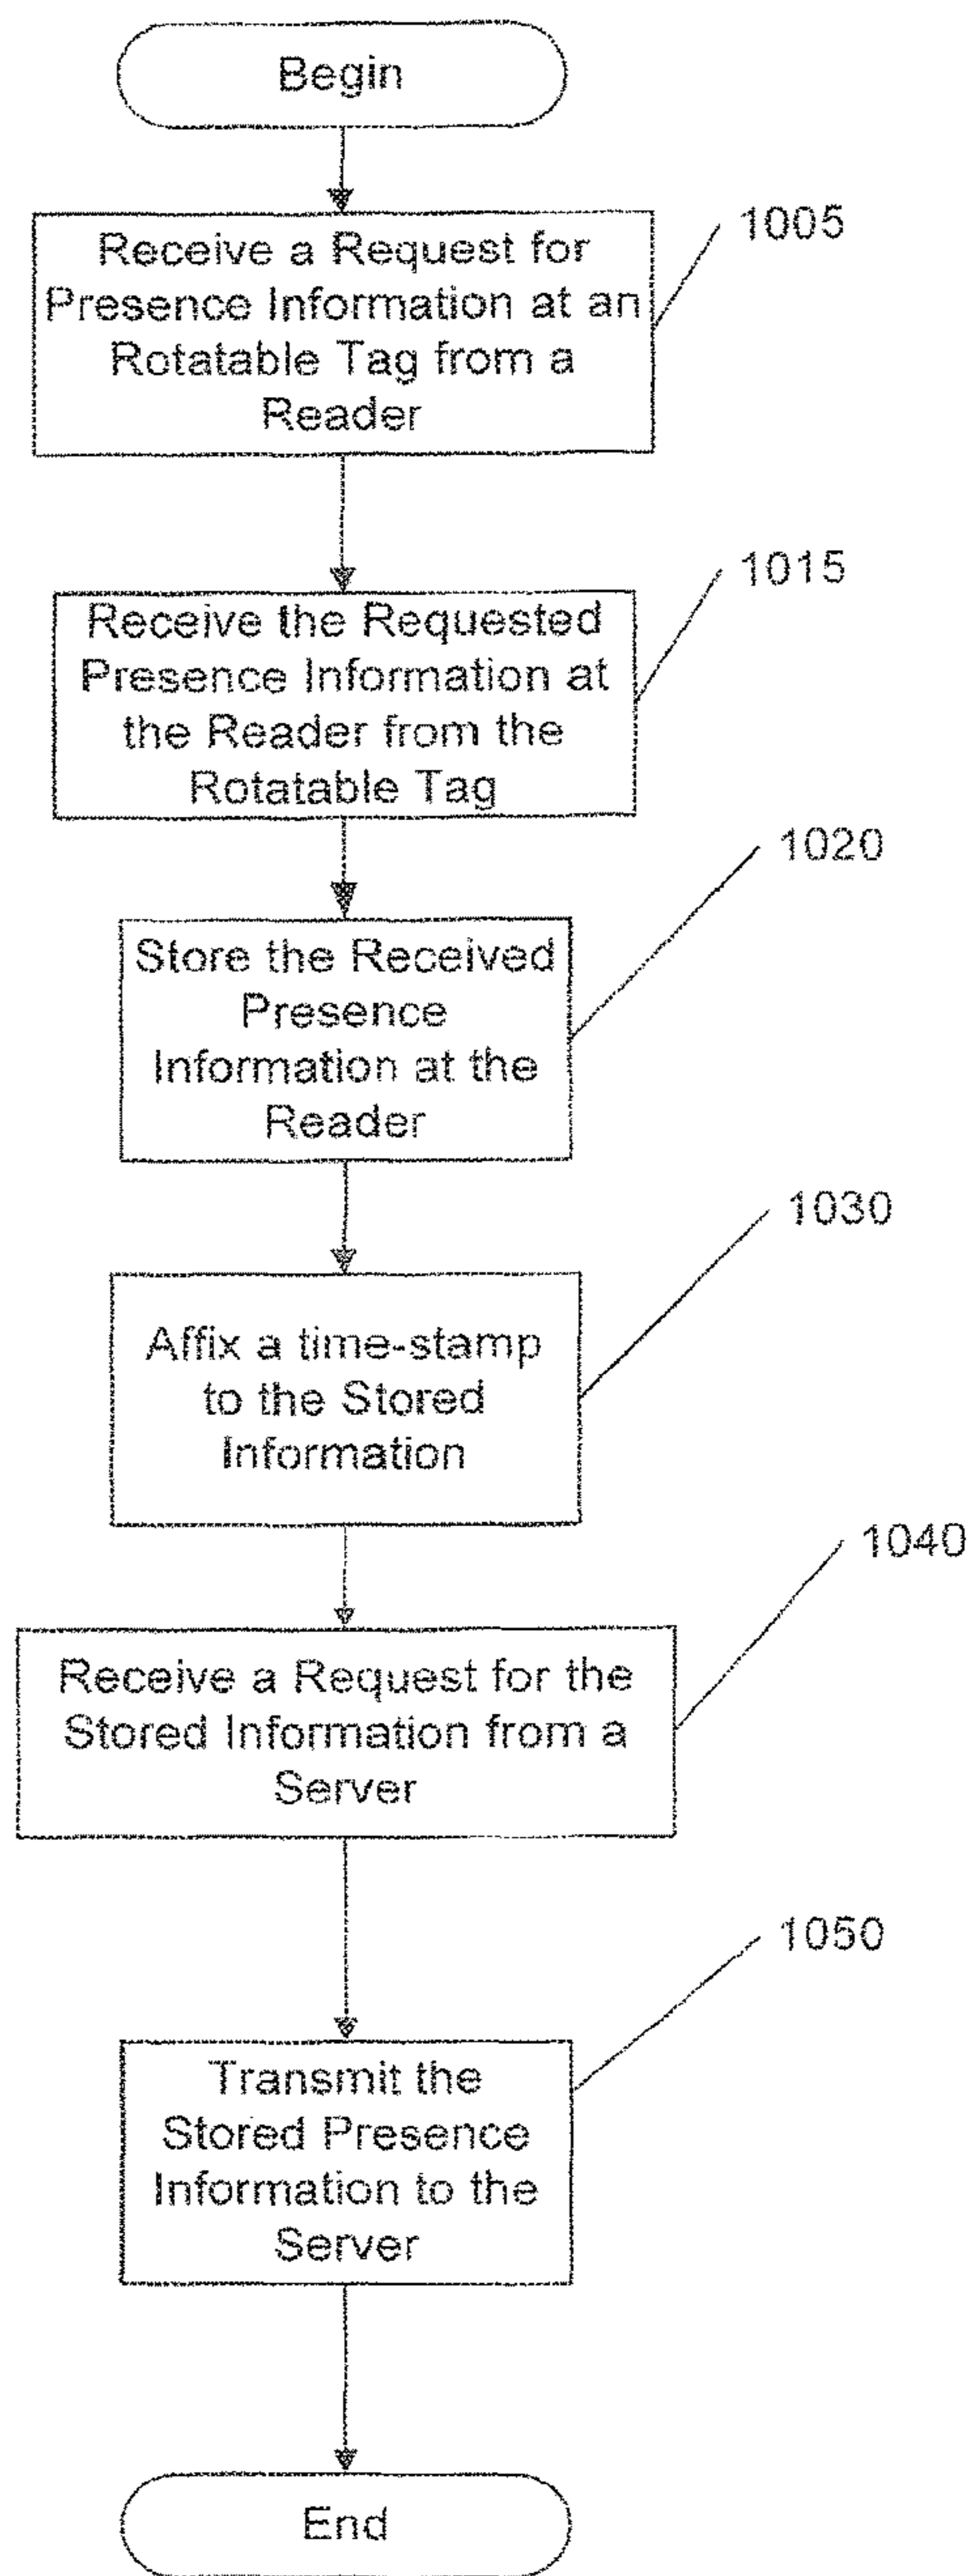 Begin
Receive a Request for
Presence Information at an
Rotatable Tag from a
Reader
1005
Receive the Requested
Presence Information at
the Reader from the
Rotatable Tag
1015
Store the Received
Presence
Information at the
Reader
1020
Affix a time-stamp
to the Stored
Information
1030
Receive a Request for the
Stored Information from a
Server
1040
Transmit the
Stored Presence
Information to the
Server
1050
End